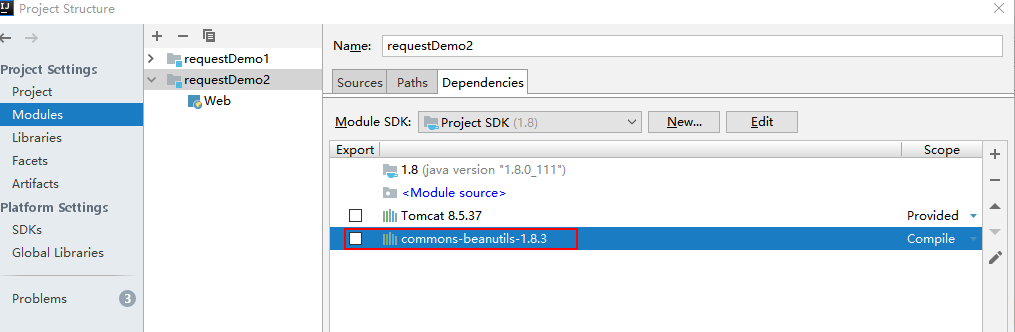 IJ Project Structure
Project Settings
Project
Modules
Libraries
Facets
Artifacts
Platform Settings
SDKs
Global Libraries
Problems 3
requestDemo1
requestDemo2
Web
Name: requestDemo2
Sources Paths Dependencies
Module SDK: Project SDK (1.8) New... Edit
Export Scope
1.8 (java version "1.8.0_111")
<Module source>
Tomcat 8.5.37 Provided
commons-beanutils-1.8.3 Compile